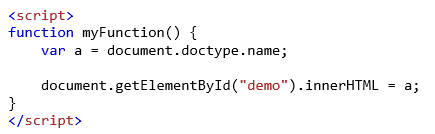 <script>
function myFunction() {
    var a = document.doctype.name;

    document.getElementById("demo").innerHTML = a;
}
</script>